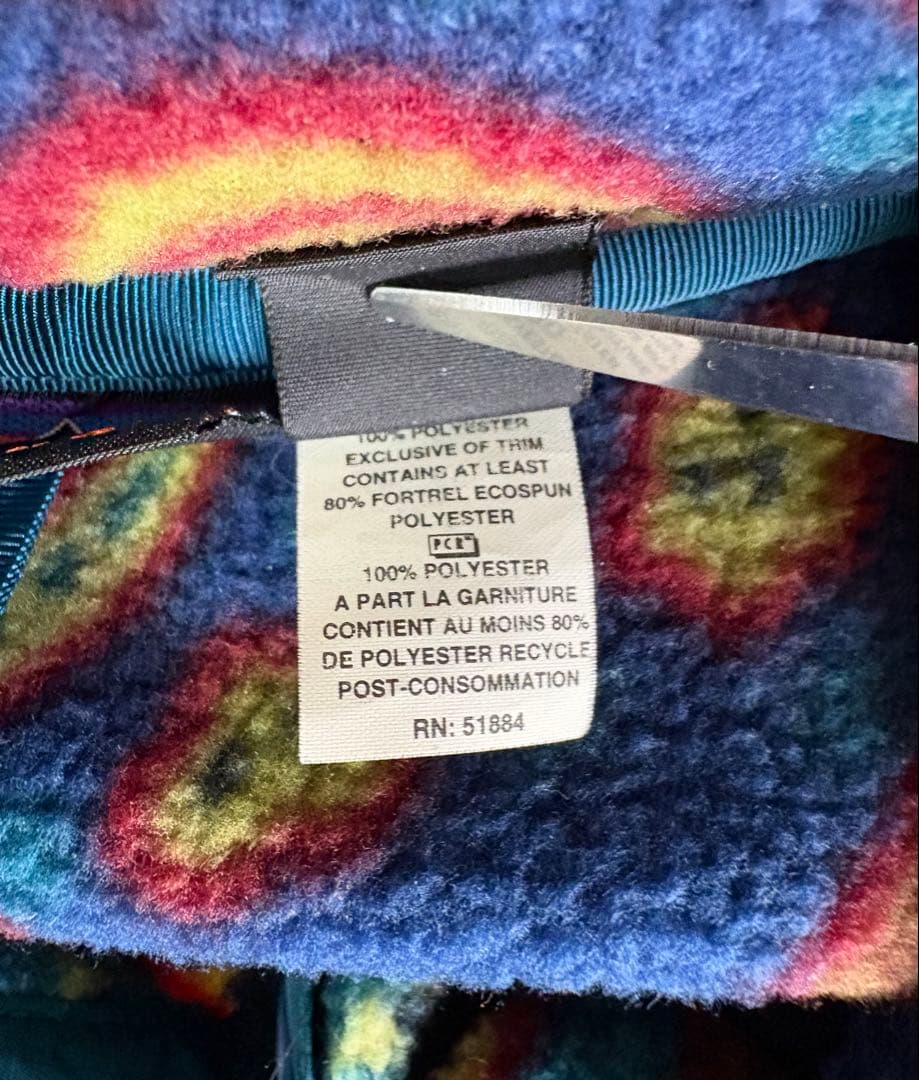 100% POLYESTER
EXCLUSIVE OF TRIM
CONTAINS AT LEAST
80% FORTREL ECOSPUN
POLYESTER
PCR™
100% POLYESTER
A PART LA GARNITURE
CONTIENT AU MOINS 80%
DE POLYESTER RECYCLE
POST-CONSOMMATION
RN: 51884